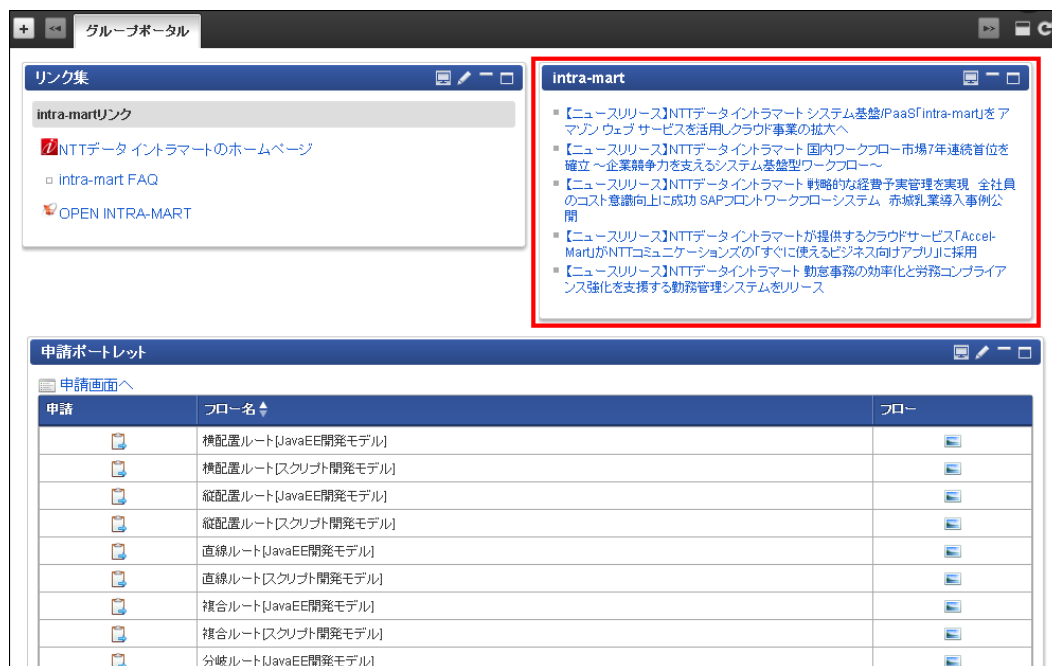 グループポータル
リンク集
intra-martリンク
NTTデータ イントラマートのホームページ
intra-mart FAQ
OPEN INTRA-MART
intra-mart
【ニュースリリース】NTTデータイントラマート システム基盤/PaaS「intra-mart」を ア
マゾン ウェブ サービスを活用しクラウド事業の拡大へ
【ニュースリリース】NTTデータイントラマート 国内ワークフロー市場7年連続首位を
確立 ～企業競争力を支えるシステム基盤型ワークフロー～
【ニュースリリース】NTTデータイントラマート 戦略的な経費予実管理を実現　全社員
のコスト意識向上に成功 SAPフロントワークフローシステム　赤城乳業導入事例公
開
【ニュースリリース】NTTデータイントラマートが提供するクラウドサービス「Accel-
Mart」がNTTコミュニケーションズの「すぐに使えるビジネス向けアプリ」に採用
【ニュースリリース】NTTデータイントラマート 勤怠事務の効率化と労務コンプライア
ンス強化を支援する勤務管理システムをリリース
申請ポートレット
申請画面へ
申請 フロー名 フロー
横配置ルート[JavaEE開発モデル]
横配置ルート[スクリプト開発モデル]
縦配置ルート[JavaEE開発モデル]
縦配置ルート[スクリプト開発モデル]
直線ルート[JavaEE開発モデル]
直線ルート[スクリプト開発モデル]
複合ルート[JavaEE開発モデル]
複合ルート[スクリプト開発モデル]
分岐ルート[JavaEE開発モデル]